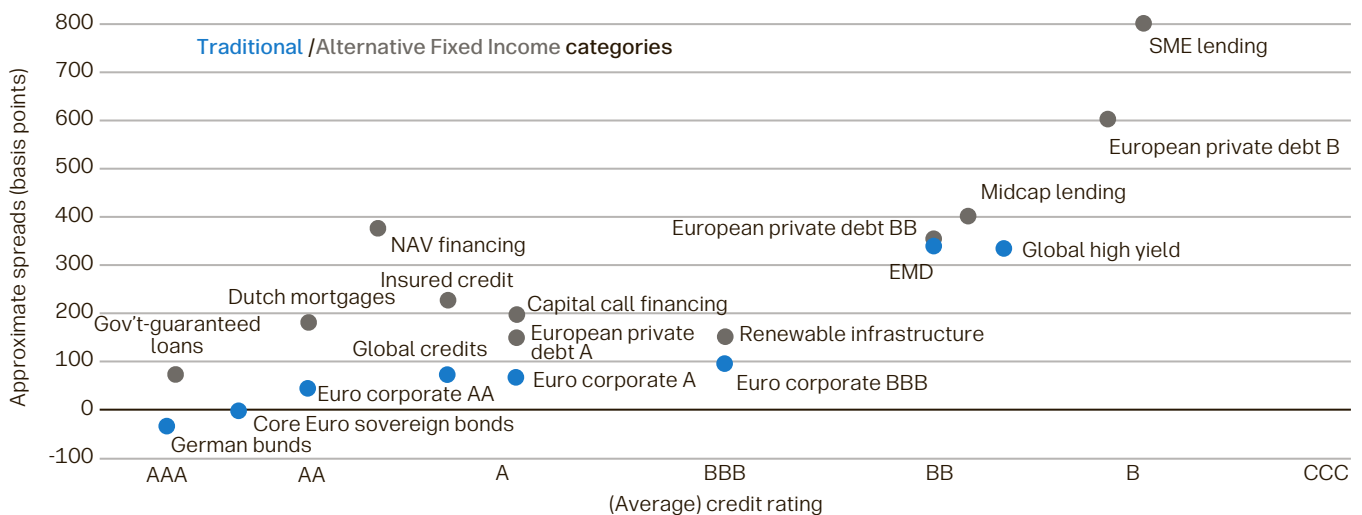 Traditional /Alternative Fixed Income categories
Approximate spreads (basis points)
800
700
600
500
400
300
200
100
0
-100
SME lending
European private debt B
Midcap lending
European private debt BB
NAV financing
Global high yield
EMD
Insured credit
Dutch mortgages
Capital call financing
Gov't-guaranteed
loans
European private
debt A
Renewable infrastructure
Global credits
Euro corporate A
Euro corporate BBB
Euro corporate AA
Core Euro sovereign bonds
German bunds
AAA
AA
A
BBB
BB
B
CCC
(Average) credit rating